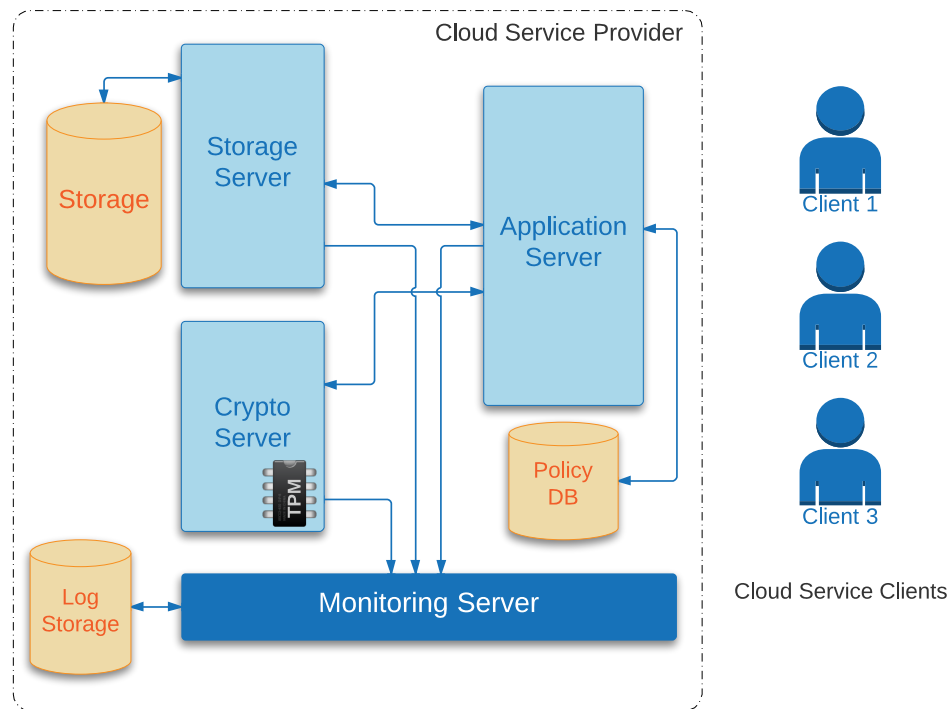 Cloud Service Provider
Storage
Server
Storage
Application
Server
Client 1
Client 2
Crypto
Server
TPM
Policy
DB
Client 3
Log
Storage
Monitoring Server
Cloud Service Clients